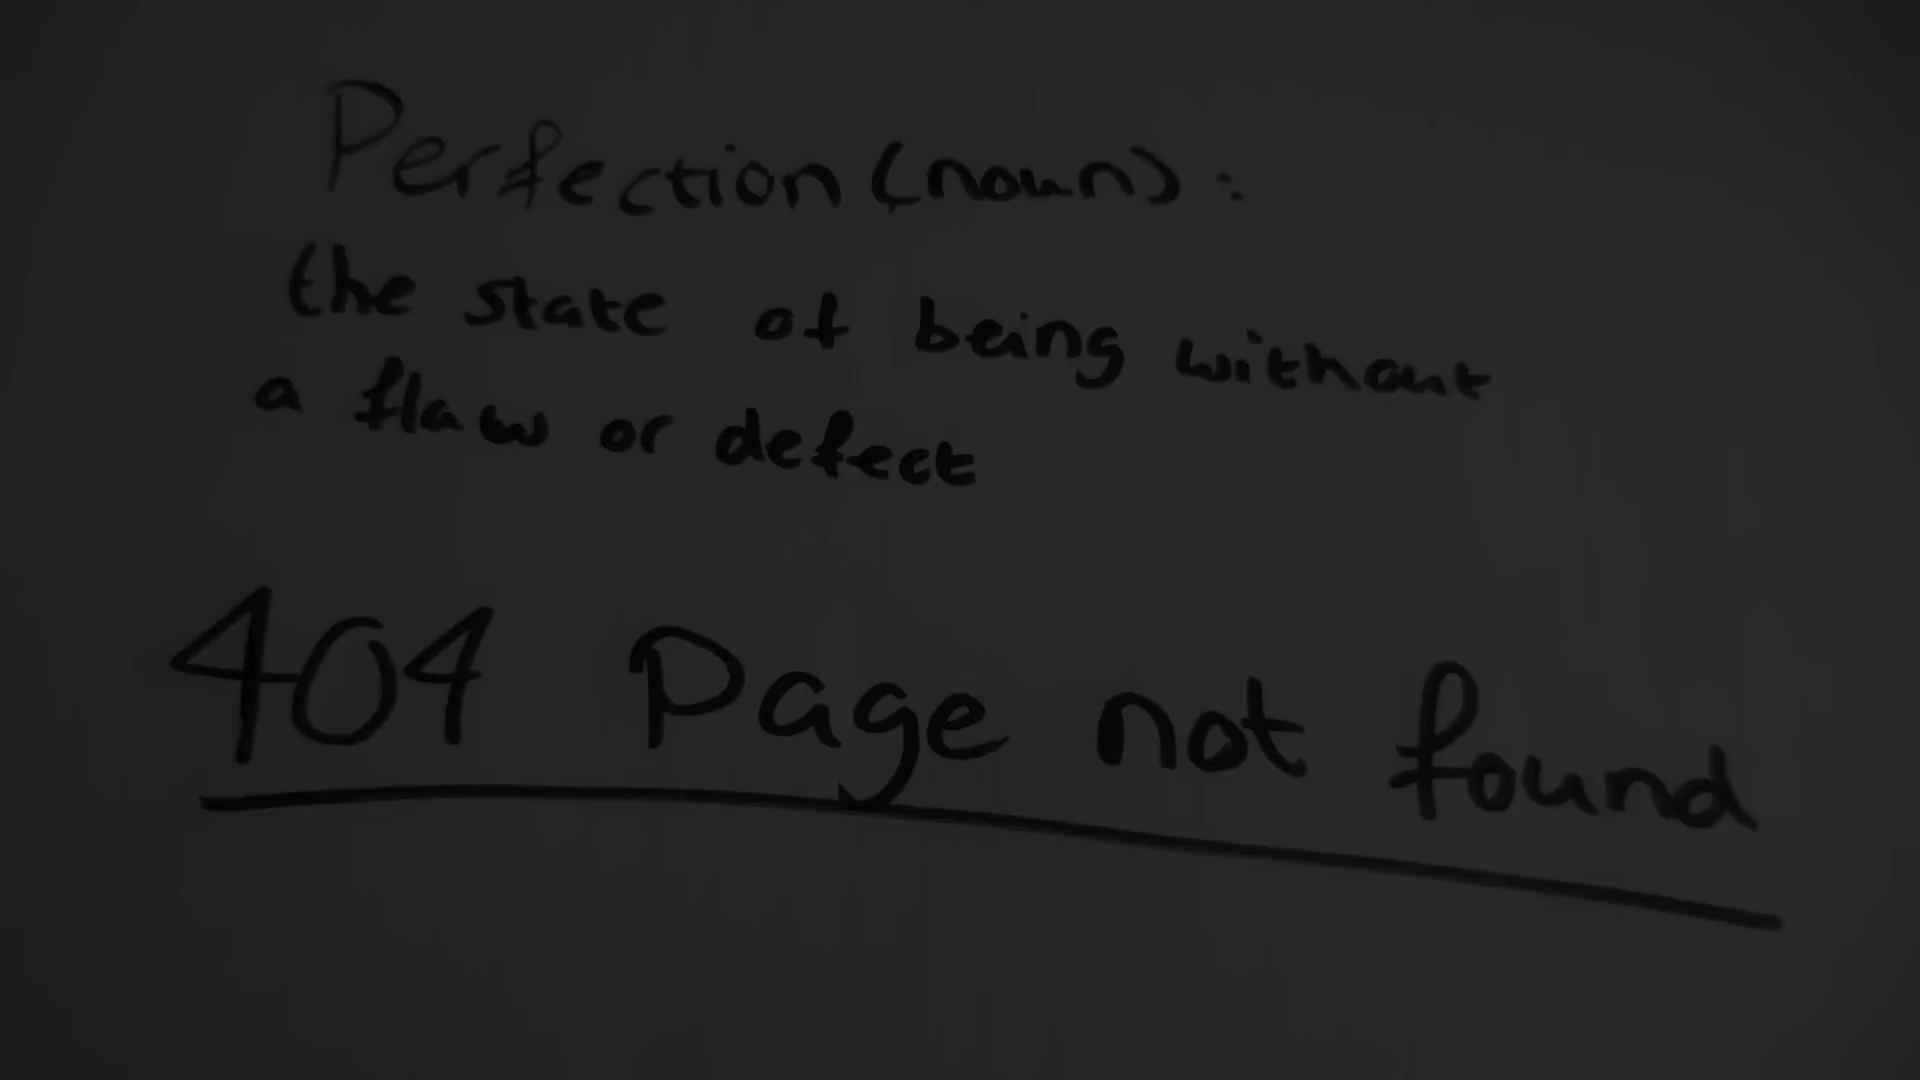 Perfection (noun):
the state of being without
a flaw or defect
404 Page not found